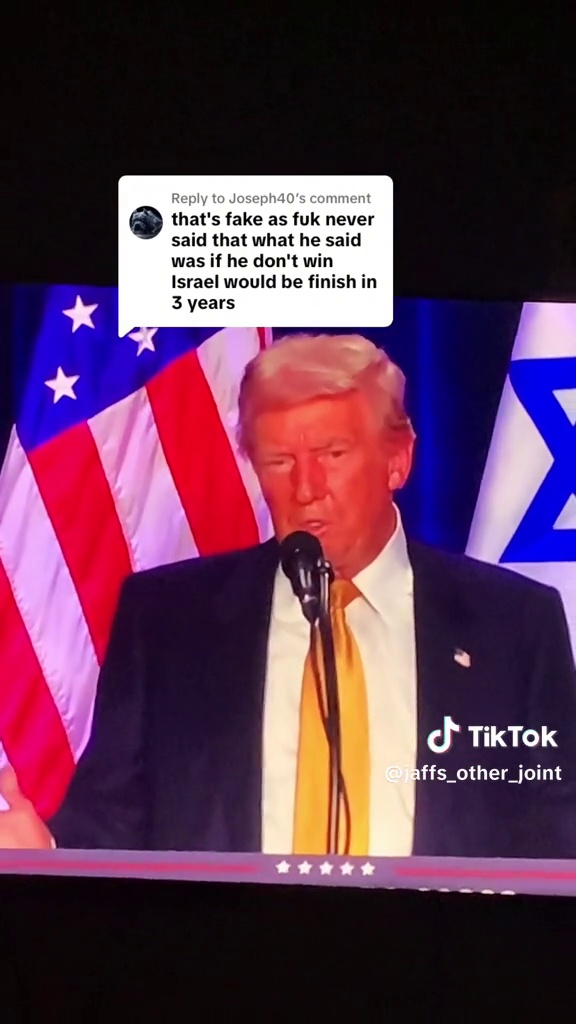 Reply to Joseph40's comment
that's fake as fuk never
said that what he said
was if he don't win
Israel would be finish in
3 years
TikTok
@jaffs_other_joint